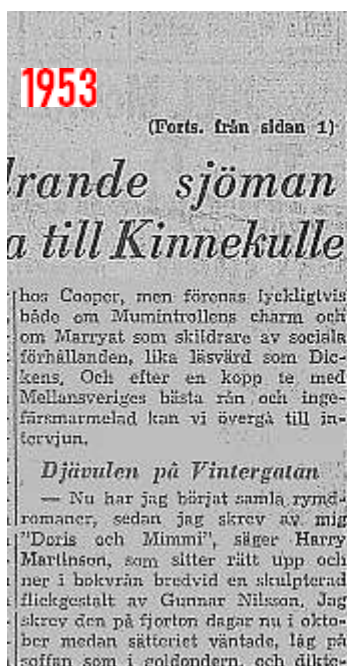 1953
(Forts. från sidan 1)
drande sjöman
a till Kinnekulle
hos Cooper, men förenas lyckligtvis
både om Mumintrollens charm och
om Marryat som skildrare av sociala
förhållanden, lika läsvärd som Dic-
kens. Och efter en kopp te med
Mellansveriges bästa rån och inge-
färsmarmelad kan vi övergå till in-
tervjun.
Djävulen på Vintergatan
— Nu har jag börjat samla rymd-
romaner, sedan jag skrev av mig
"Doris och Mimmi", säger Harry
Martinson, som sitter rätt upp och
ner i bokvrån bredvid en skulpterad
flickgestalt av Gunnar Nilsson. Jag
skrev den på fjorton dagar nu i okto-
ber medan sätteriet väntade, låg på
soffan som i golfondern, och dikte-